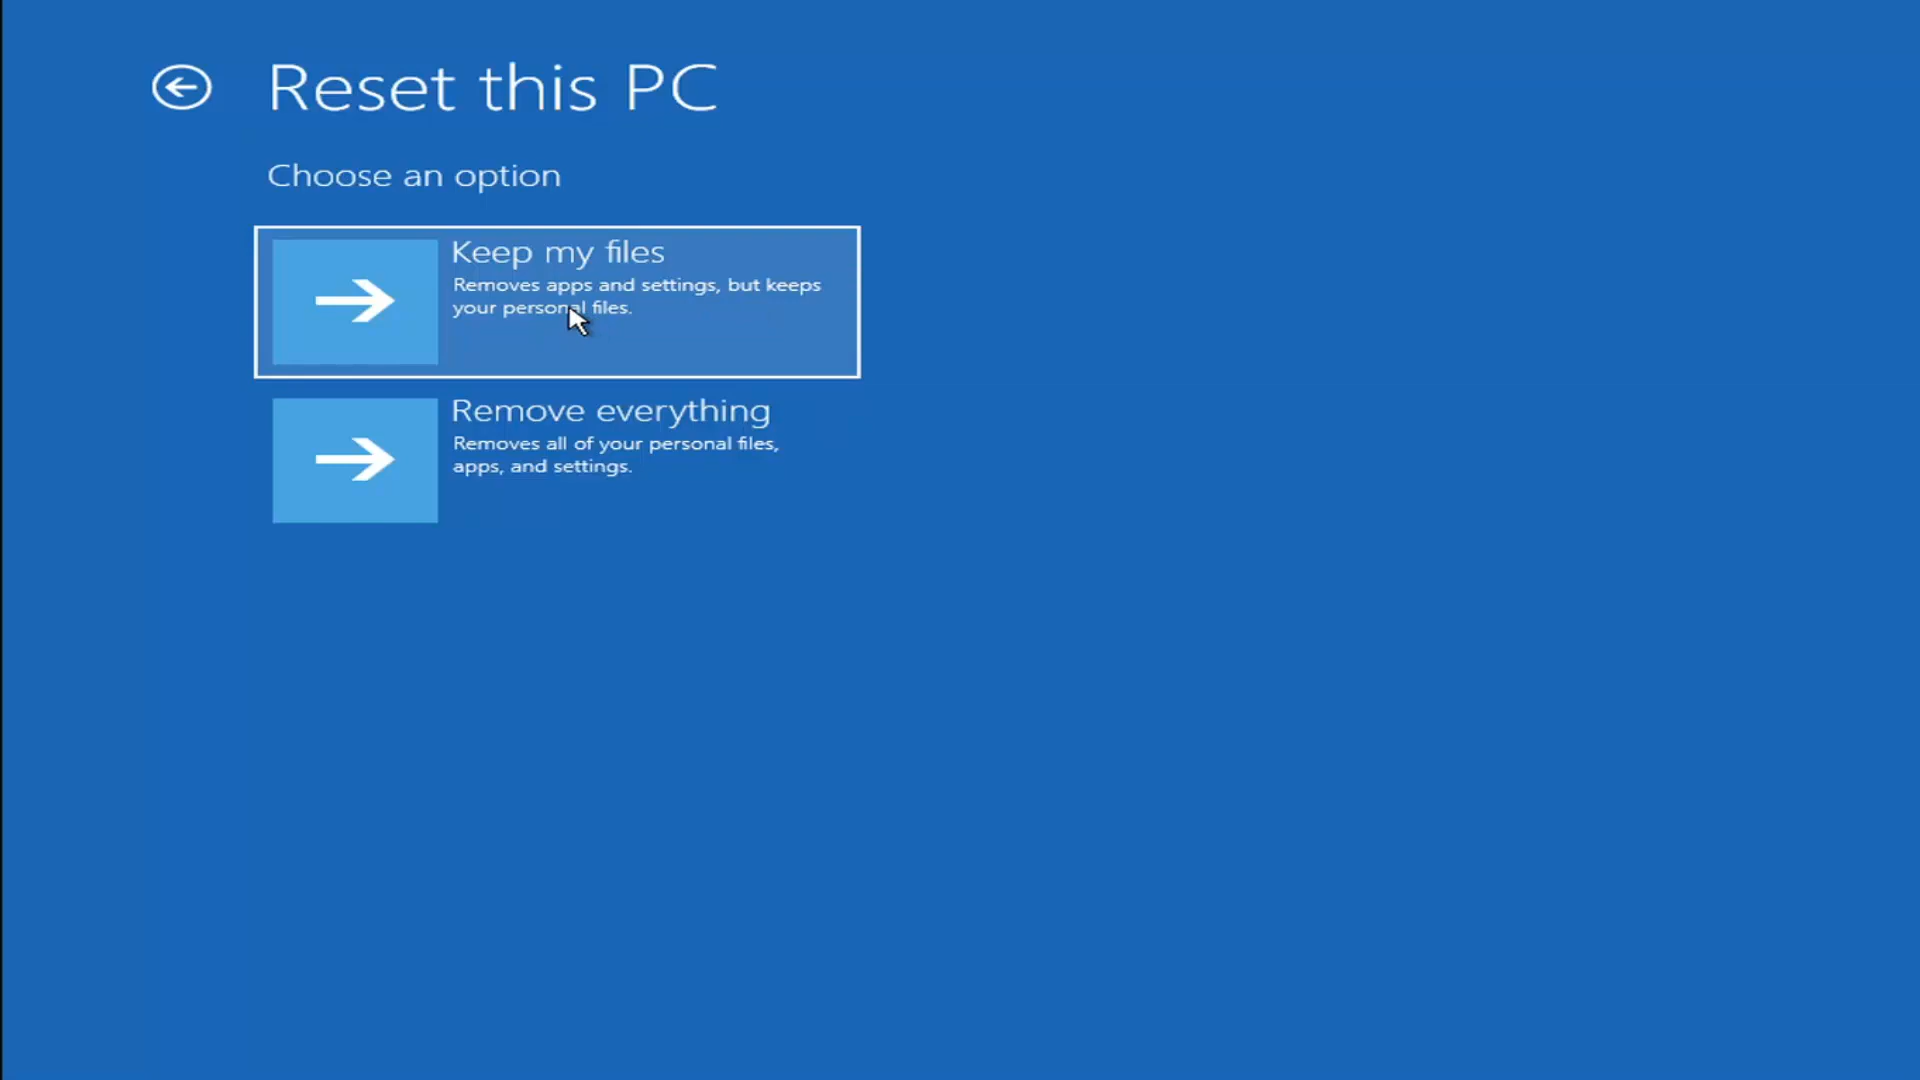 Reset this PC
Choose an option
Keep my files
Removes apps and settings, but keeps
your personal files.
Remove everything
Removes all of your personal files,
apps, and settings.